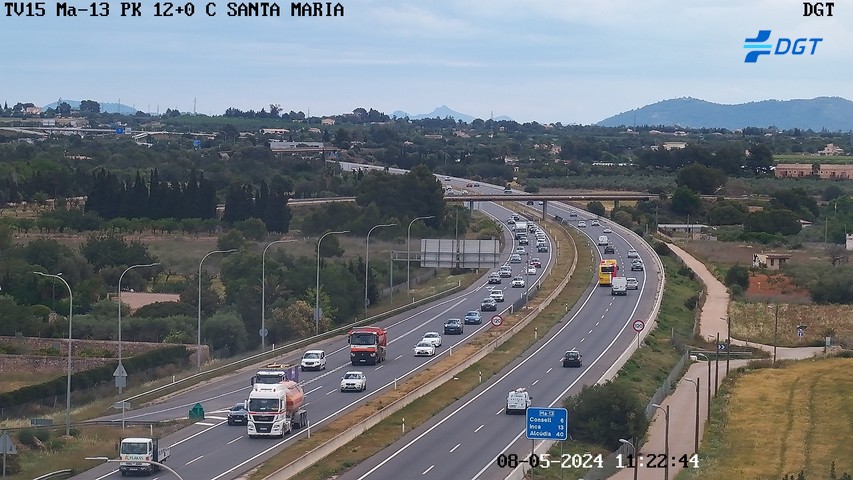 TV15 Ma-13 PK 12+0 C SANTA MARIA
DGT
DGT
Ma-13
Consell 6
Inca 13
Alcúdia 40
08-05-2024 11:22:44